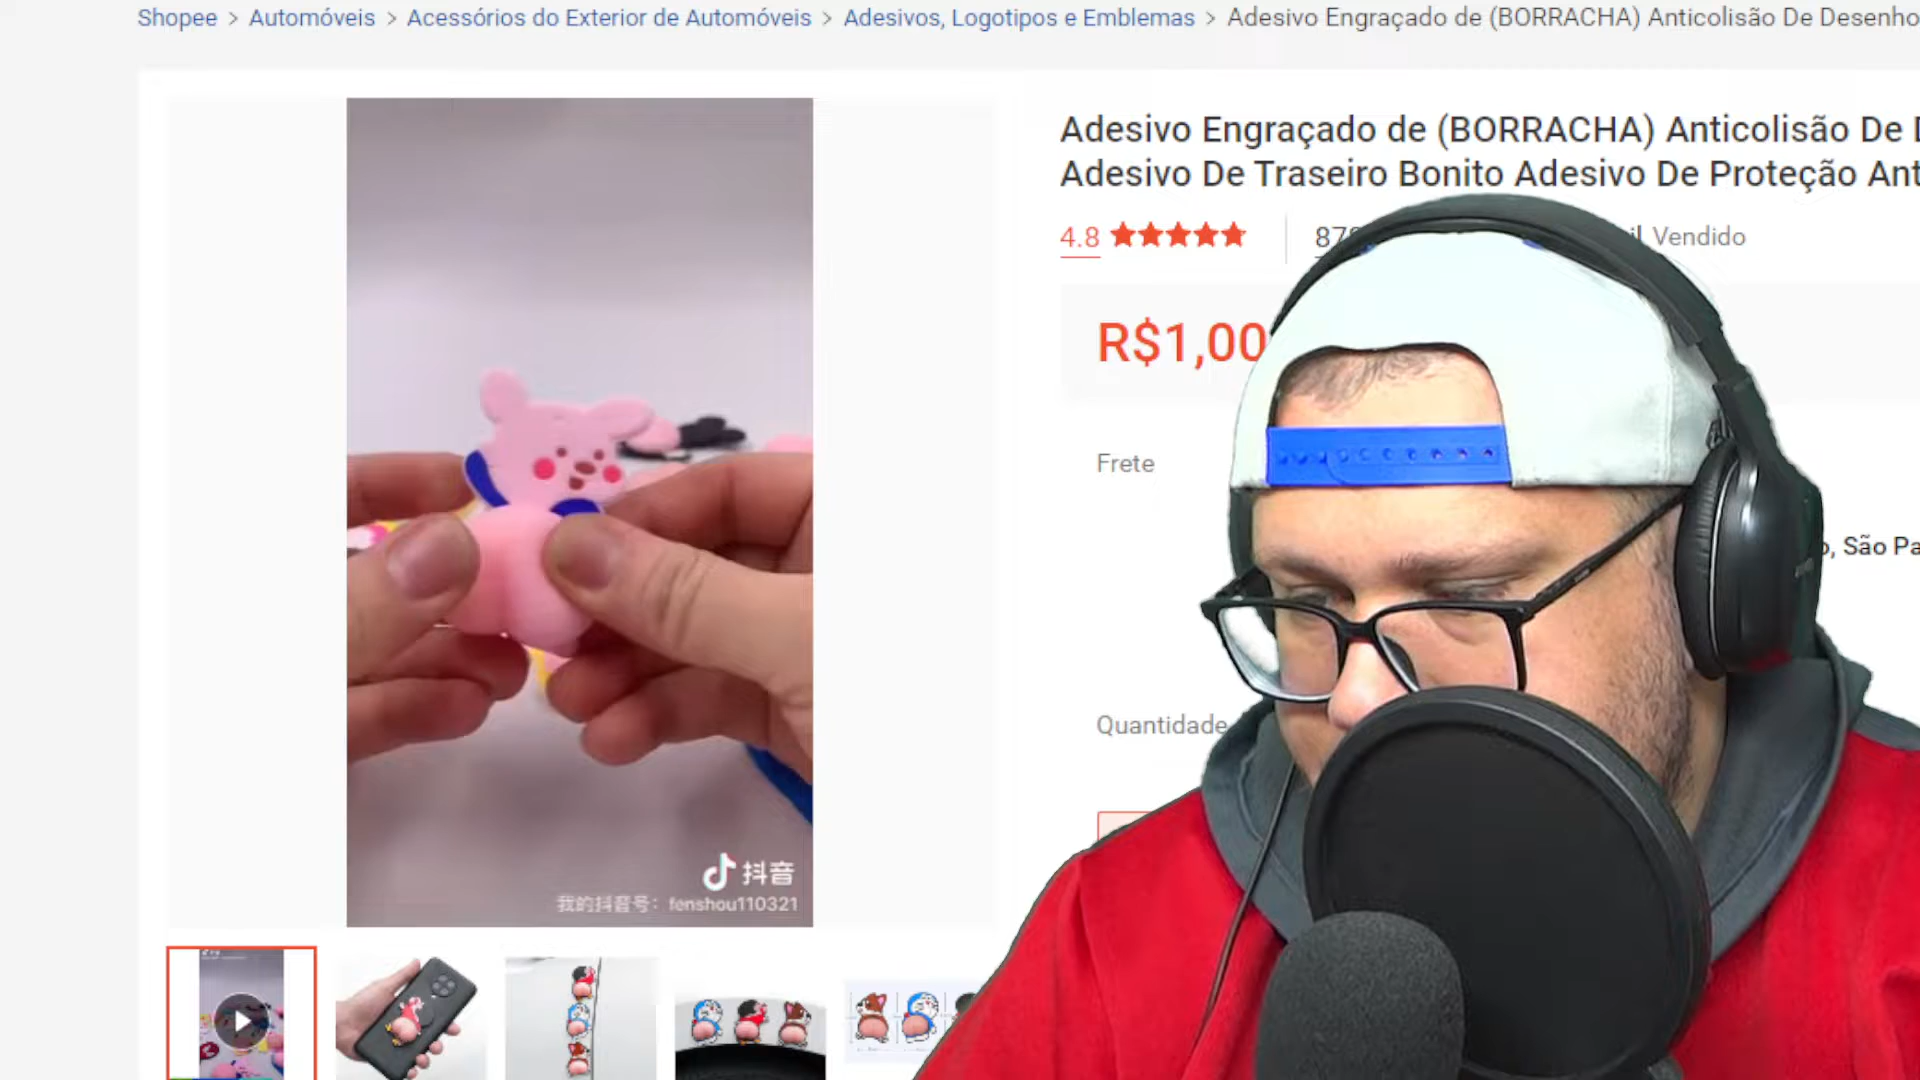 Shopee > Automóveis > Acessórios do Exterior de Automóveis > Adesivos, Logotipos e Emblemas > Adesivo Engraçado de (BORRACHA) Anticolisão De Desenho
Adesivo Engraçado de (BORRACHA) Anticolisão De
Adesivo De Traseiro Bonito Adesivo De Proteção Ant
4.8
Vendido
R$1,00
Frete
São Pa
Quantidade
抖音
我的抖音号：fenshou110321